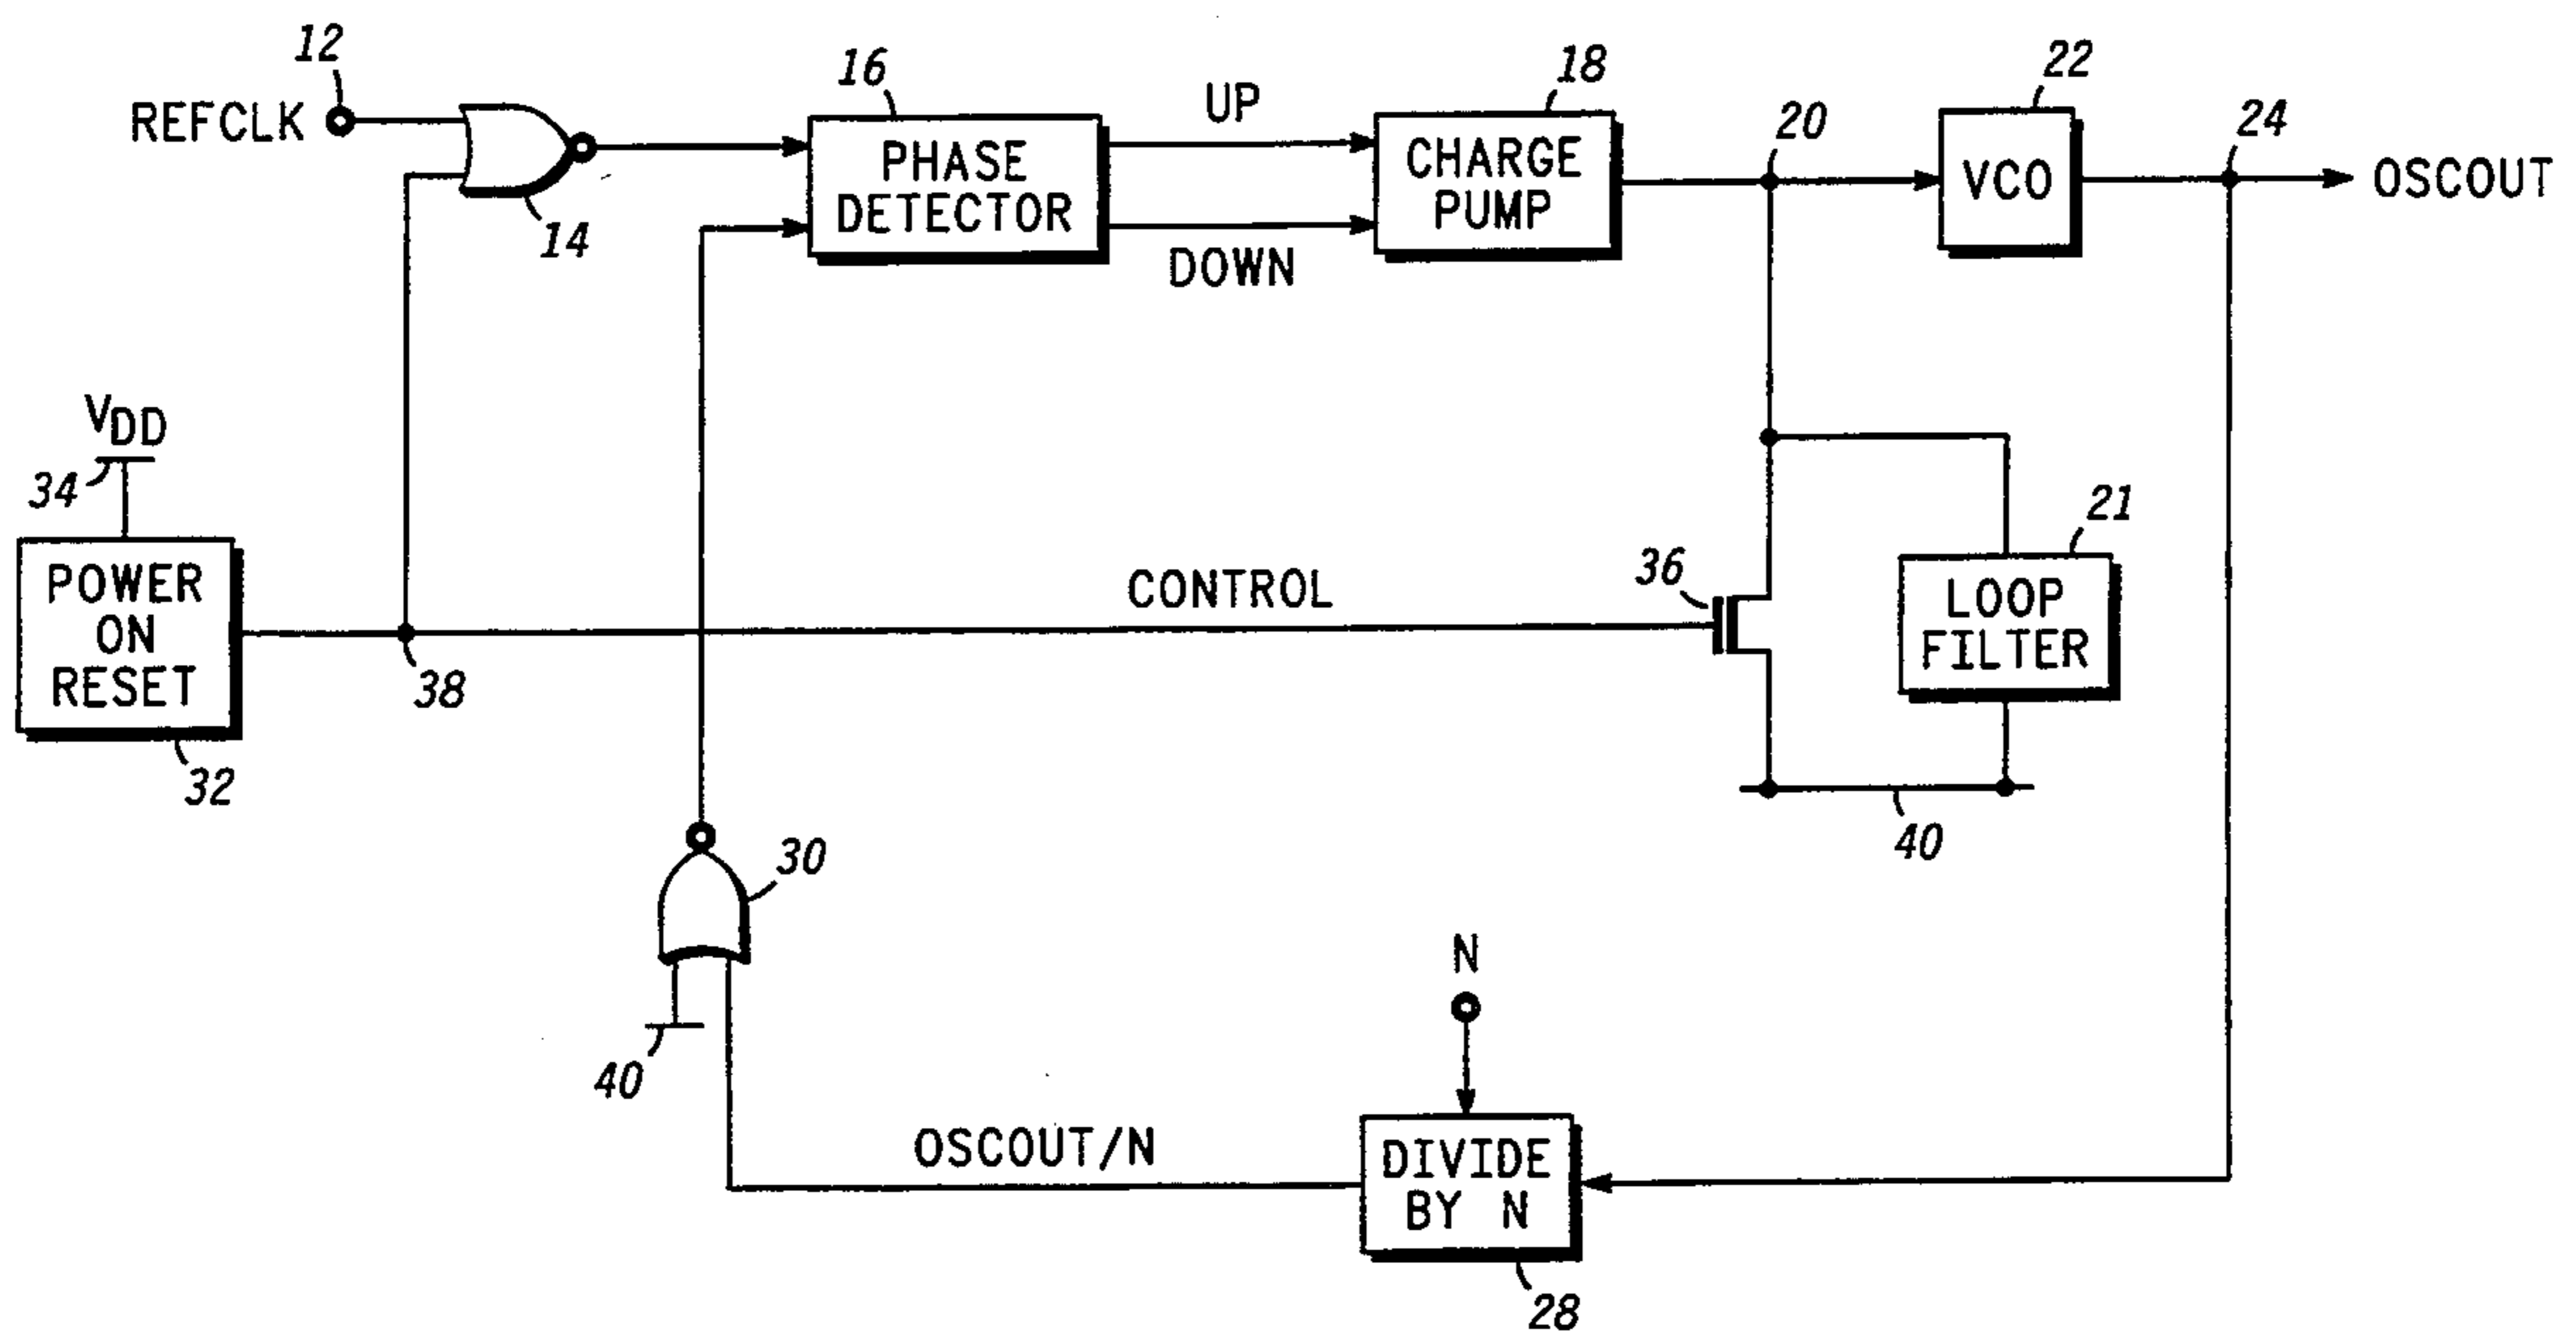 12
REFCLK
14
16
PHASE
DETECTOR
UP
DOWN
18
CHARGE
PUMP
20
22
VCO
24
OSCOUT
VDD
34
POWER
ON
RESET
32
38
CONTROL
36
21
LOOP
FILTER
40
30
40
N
OSCOUT/N
DIVIDE
BY N
28